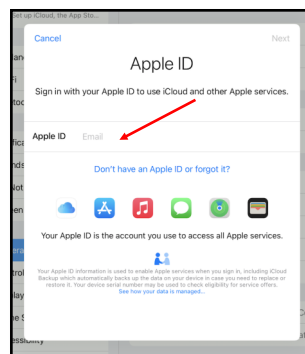 Set up iCloud, the App Sto...
Cancel
Next
Apple ID
Sign in with your Apple ID to use iCloud and other Apple services.
Apple ID Email
Don't have an Apple ID or forgot it?
Your Apple ID is the account you use to access all Apple services.
Your Apple ID information is used to enable Apple services when you sign in, including iCloud
Backup which automatically backs up the data on your device in case you need to replace or
restore it. Your device serial number may be used to check eligibility for service offers.
See how your data is managed...